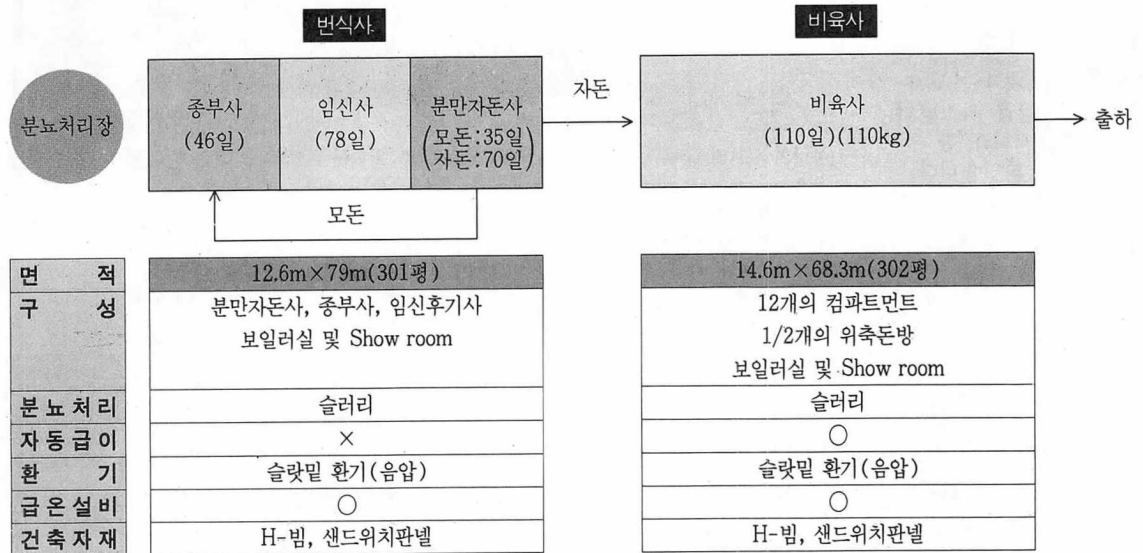 번식사
비육사
분뇨처리장
종부사
(46일)
임신사
(78일)
분만자돈사
(모돈:35일
자돈:70일)
자돈
비육사
(110일)(110kg)
출하
모돈
면 적
12.6m×79m(301평)
14.6m×68.3m(302평)
구 성
분만자돈사, 종부사, 임신후기사
보일러실 및 Show room
12개의 컴파트먼트
1/2개의 위축돈방
보일러실 및 Show room
분뇨처리
슬러리
슬러리
자동급이
×
○
환 기
슬랏밑 환기(음압)
슬랏밑 환기(음압)
급온설비
○
○
건축자재
H-빔, 샌드위치판넬
H-빔, 샌드위치판넬